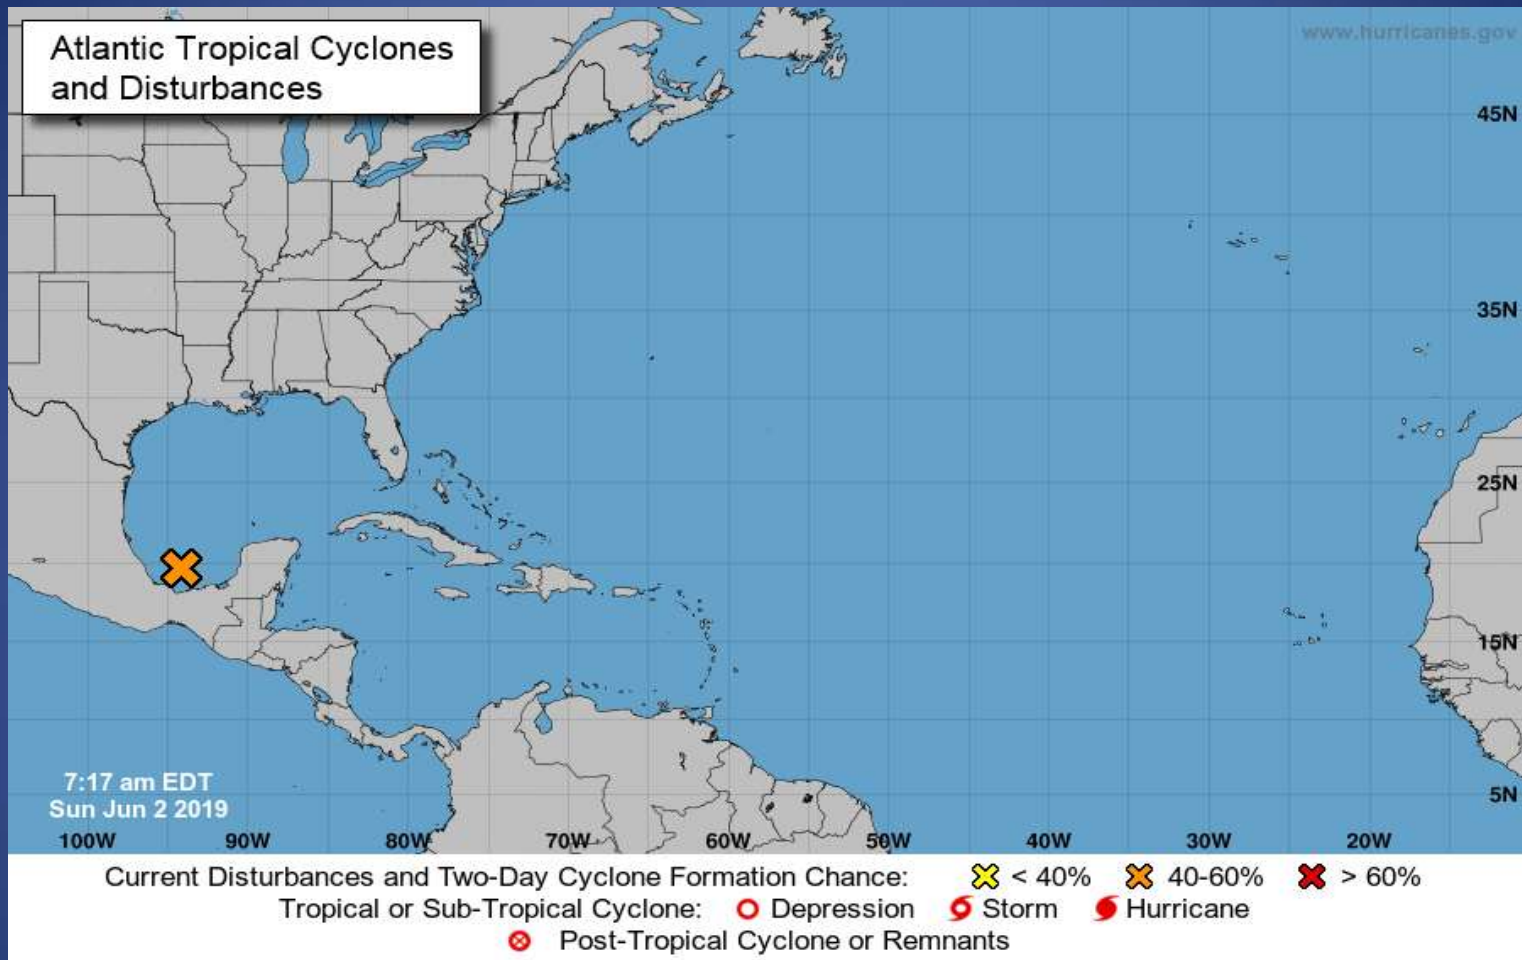 Atlantic Tropical Cyclones
and Disturbances
www.hurricanes.gov
45N
35N
25N
15N
5N
7:17 am EDT
Sun Jun 2 2019
100W 90W 80W 70W 60W 50W 40W 30W 20W
Current Disturbances and Two-Day Cyclone Formation Chance: < 40% 40-60% > 60%
Tropical or Sub-Tropical Cyclone: Depression Storm Hurricane
Post-Tropical Cyclone or Remnants